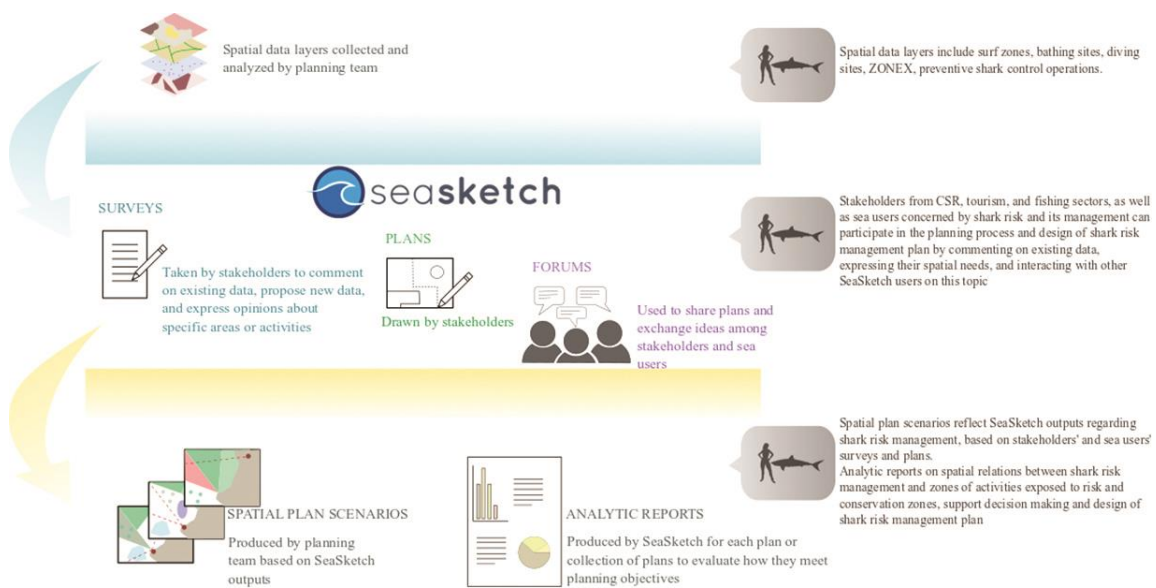 Spatial data layers collected and
analyzed by planning team
Spatial data layers include surf zones, bathing sites, diving
sites, ZONEX, preventive shark control operations.
seasketch
SURVEYS
Taken by stakeholders to comment
on existing data, propose new data,
and express opinions about
specific areas or activities
PLANS
Drawn by stakeholders
FORUMS
Used to share plans and
exchange ideas among
stakeholders and sea
users
Stakeholders from CSR, tourism, and fishing sectors, as well
as sea users concerned by shark risk and its management can
participate in the planning process and design of shark risk
management plan by commenting on existing data,
expressing their spatial needs, and interacting with other
SeaSketch users on this topic
SPATIAL PLAN SCENARIOS
Produced by planning
team based on SeaSketch
outputs
ANALYTIC REPORTS
Produced by SeaSketch for each plan or
collection of plans to evaluate how they meet
planning objectives
Spatial plan scenarios reflect SeaSketch outputs regarding
shark risk management, based on stakeholders' and sea users'
surveys and plans.
Analytic reports on spatial relations between shark risk
management and zones of activities exposed to risk and
conservation zones, support decision making and design of
shark risk management plan